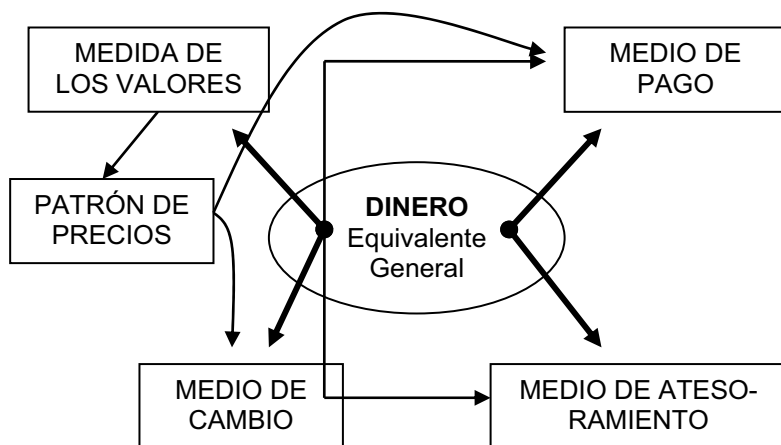 MEDIDA DE
LOS VALORES
MEDIO DE
PAGO
PATRÓN DE
PRECIOS
DINERO
Equivalente
General
MEDIO DE
CAMBIO
MEDIO DE ATESO-
RAMIENTO